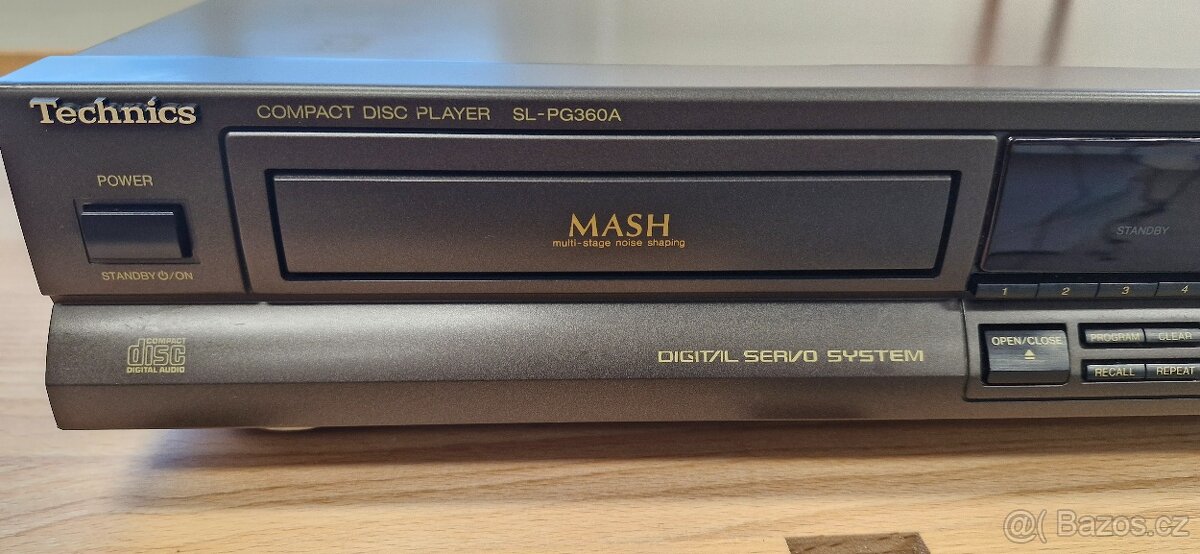 Technics
COMPACT DISC PLAYER SL-PG360A
POWER
STANDBY⏻/ON
MASH
multi-stage noise shaping
STANDBY
1 2 3 4
OPEN/CLOSE
PROGRAM CLEAR
RECALL REPEAT
COMPACT
disc
DIGITAL AUDIO
DIGITAL SERVO SYSTEM
@( Bazos.cz